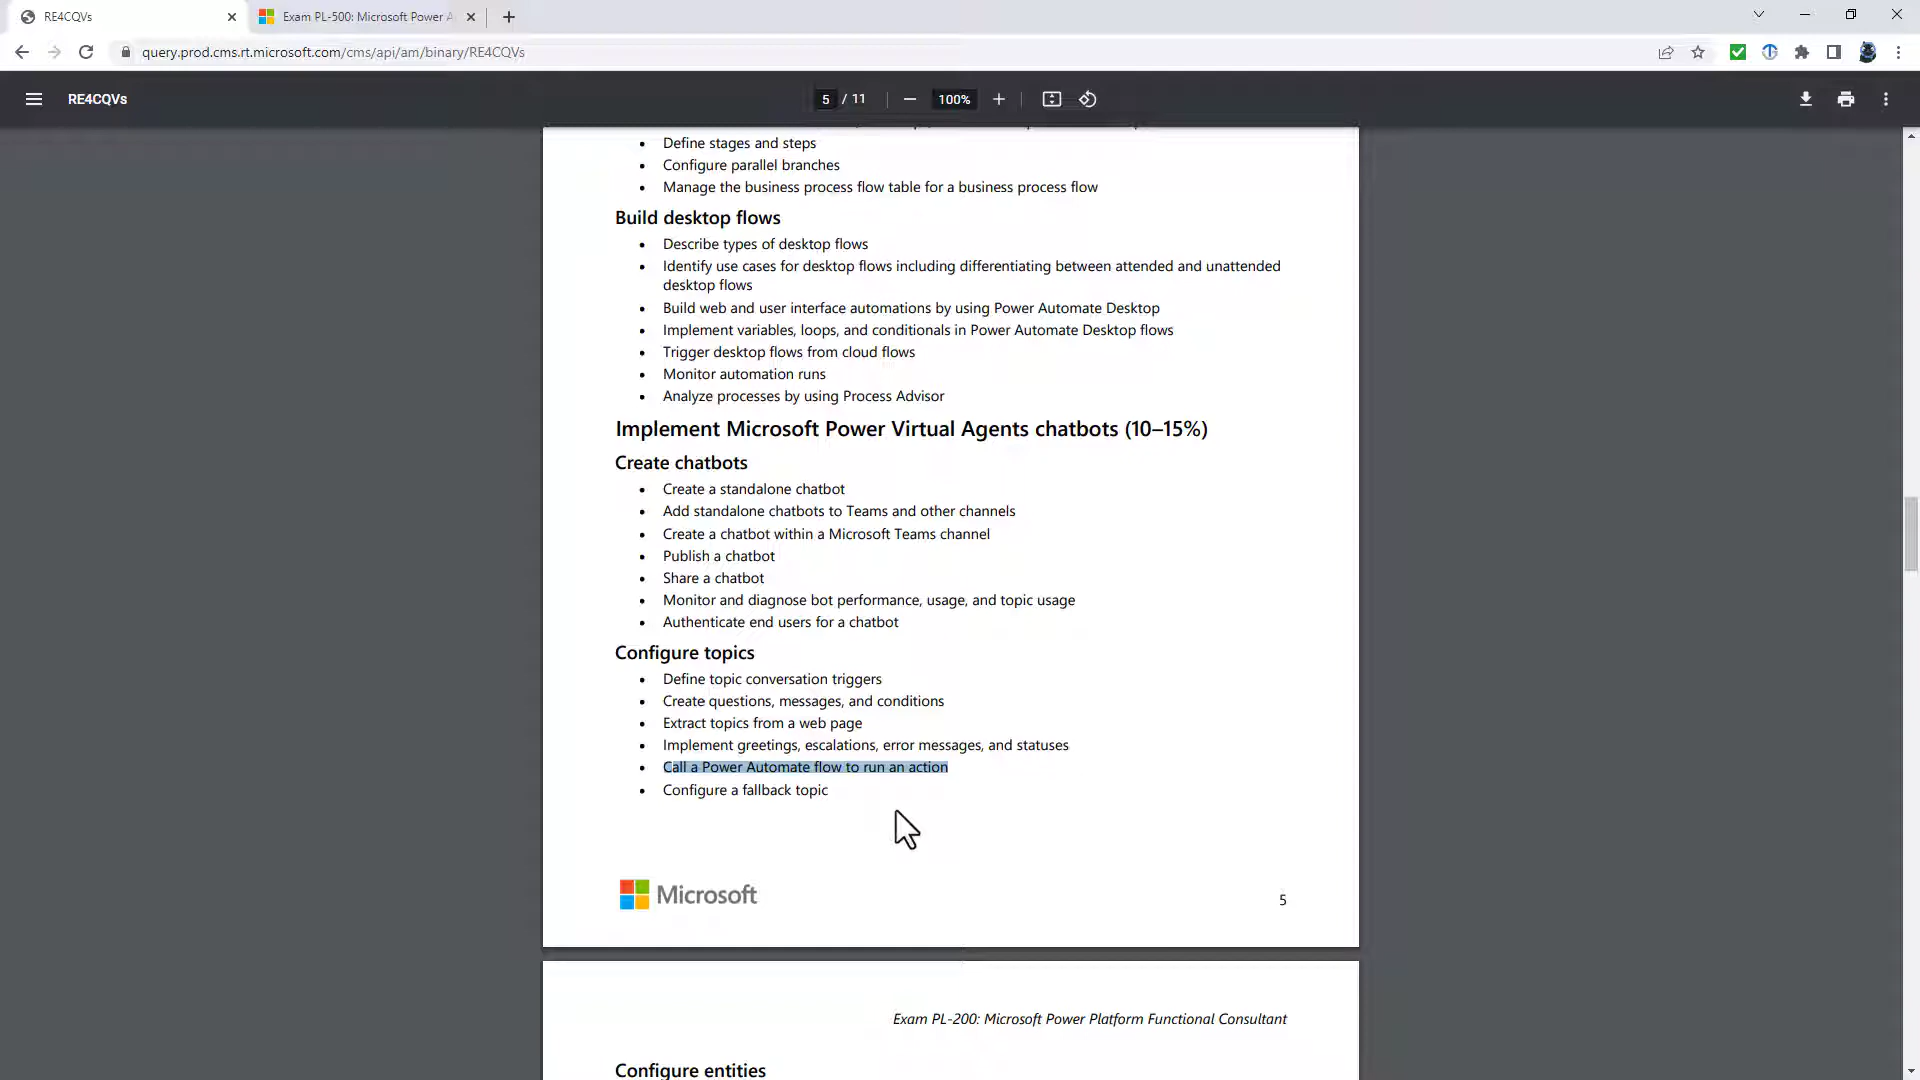 RE4CQVs
Exam PL-500: Microsoft Power A
query.prod.cms.rt.microsoft.com/cms/api/am/binary/RE4CQVs
RE4CQVs
5 / 11
100%
• Define stages and steps
• Configure parallel branches
• Manage the business process flow table for a business process flow
Build desktop flows
• Describe types of desktop flows
• Identify use cases for desktop flows including differentiating between attended and unattended
desktop flows
• Build web and user interface automations by using Power Automate Desktop
• Implement variables, loops, and conditionals in Power Automate Desktop flows
• Trigger desktop flows from cloud flows
• Monitor automation runs
• Analyze processes by using Process Advisor
Implement Microsoft Power Virtual Agents chatbots (10–15%)
Create chatbots
• Create a standalone chatbot
• Add standalone chatbots to Teams and other channels
• Create a chatbot within a Microsoft Teams channel
• Publish a chatbot
• Share a chatbot
• Monitor and diagnose bot performance, usage, and topic usage
• Authenticate end users for a chatbot
Configure topics
• Define topic conversation triggers
• Create questions, messages, and conditions
• Extract topics from a web page
• Implement greetings, escalations, error messages, and statuses
• Call a Power Automate flow to run an action
• Configure a fallback topic
Microsoft
5
Exam PL-200: Microsoft Power Platform Functional Consultant
Configure entities